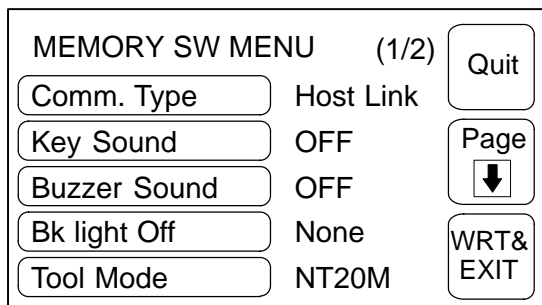 MEMORY SW MENU (1/2)
Quit
Comm. Type Host Link
Key Sound OFF
Page
Buzzer Sound OFF
Bk light Off None
WRT&
EXIT
Tool Mode NT20M